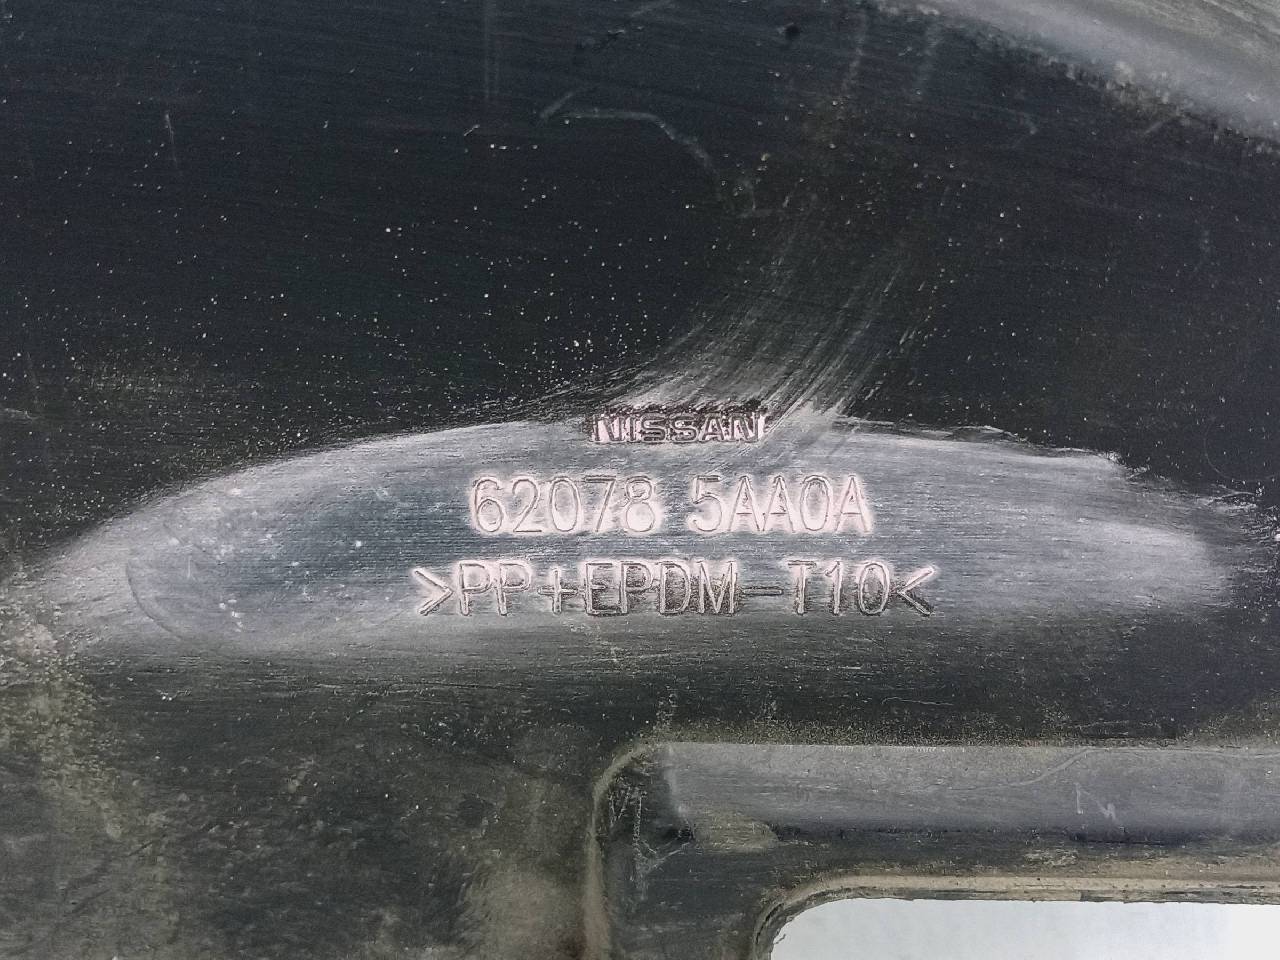 NISSAN
62078 5AA0A
>PP+EPDM-T10<